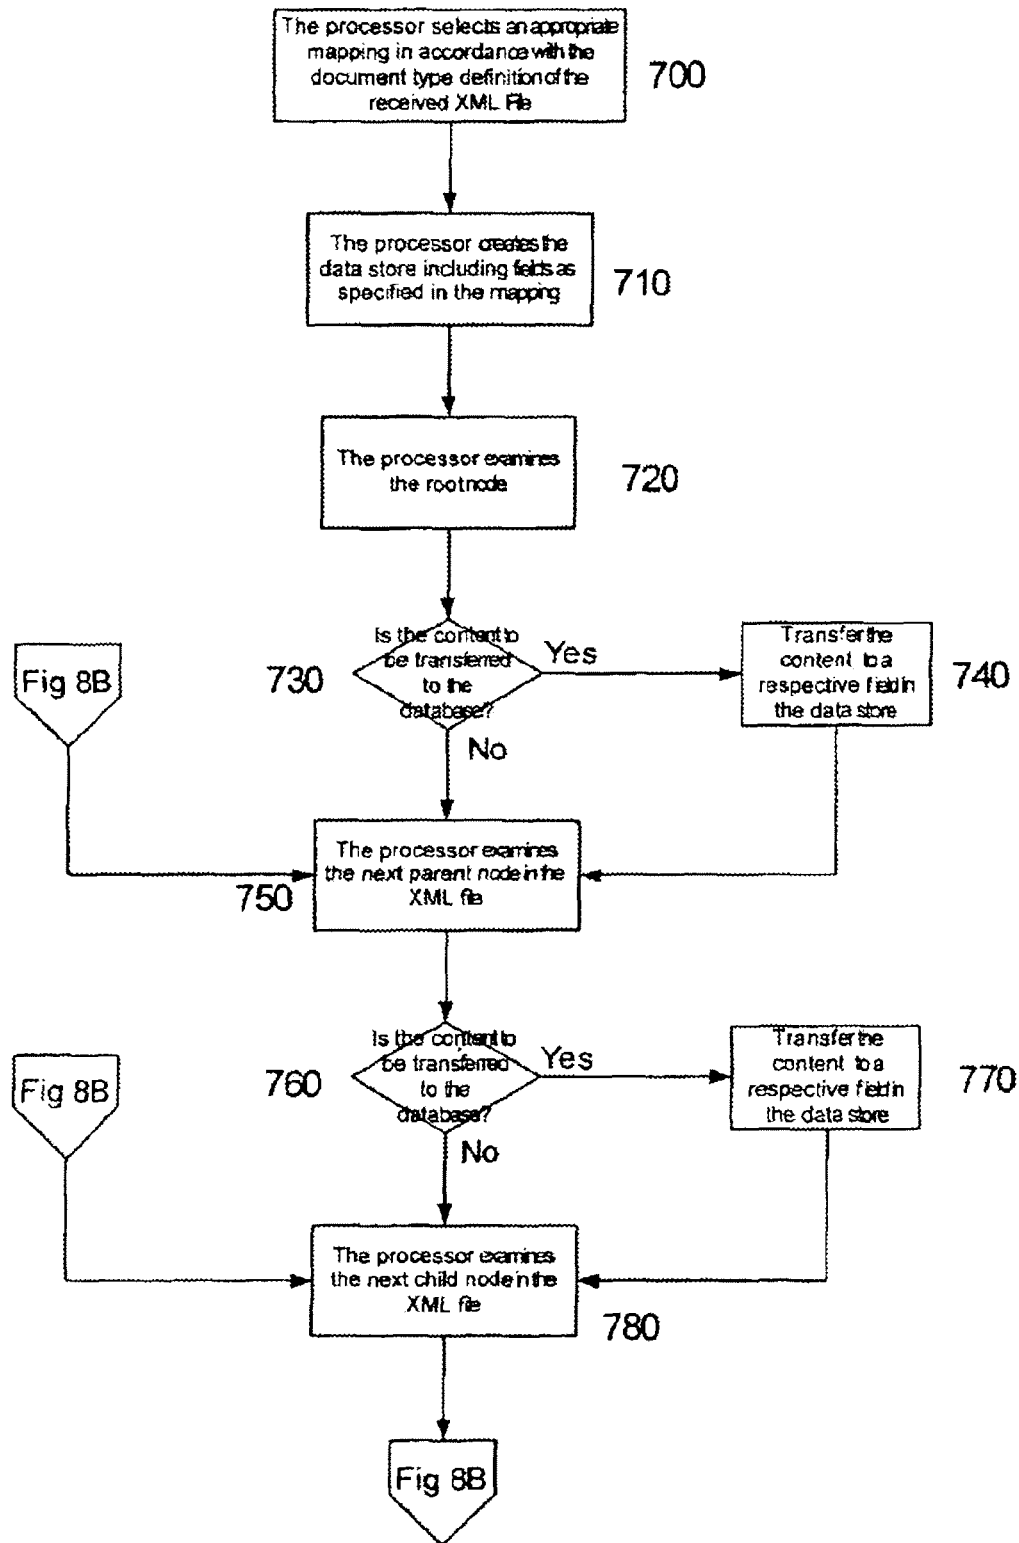 The processor selects an appropriate
mapping in accordance with the
document type definition of the
received XML File
700
The processor creates the
data store including fields as
specified in the mapping
710
The processor examines
the root node
720
Is the content to
be transferred
to the
database?
730
Yes
Transfer the
content to a
respective field in
the data store
740
Fig 8B
No
The processor examines
the next parent node in the
XML file
750
Is the content to
be transferred
to the
database?
760
Yes
Transfer the
content to a
respective field in
the data store
770
Fig 8B
No
The processor examines
the next child node in the
XML file
780
Fig 8B